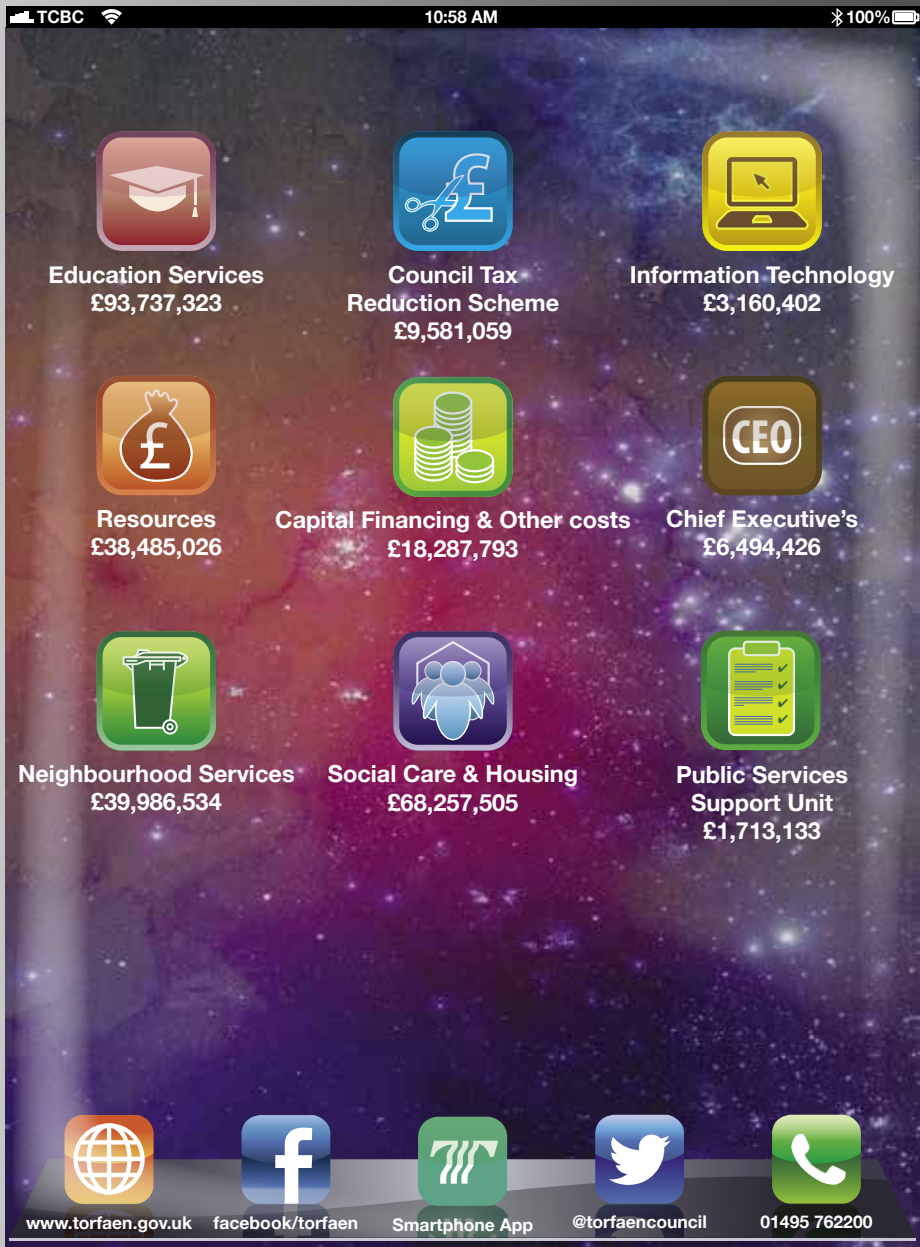 TCBC 10:58 AM 100%
Education Services
£93,737,323
Council Tax
Reduction Scheme
£9,581,059
Information Technology
£3,160,402
£
Resources
£38,485,026
Capital Financing & Other costs
£18,287,793
CEO
Chief Executive’s
£6,494,426
Neighbourhood Services
£39,986,534
Social Care & Housing
£68,257,505
Public Services
Support Unit
£1,713,133
www.torfaen.gov.uk
facebook/torfaen
Smartphone App
@torfaencouncil
01495 762200